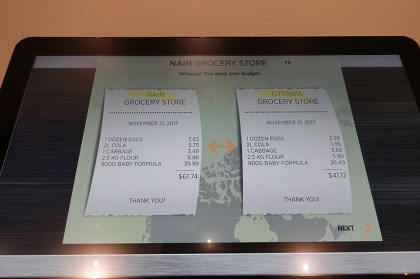 NAIN GROCERY STORE FR
You went over budget.
NAIN
GROCERY STORE
NOVEMBER 21, 2017
1 DOZEN EGGS 3.63
2L COLA 5.75
1 CABBAGE 3.49
2.5 KG FLOUR 8.88
900G BABY FORMULA 39.99
$61.74
THANK YOU!
OTTAWA
GROCERY STORE
NOVEMBER 21, 2017
1 DOZEN EGGS 2.99
2L COLA 1.99
1 CABBAGE 3.66
2.5 KG FLOUR 5.99
900G BABY FORMULA 26.49
$41.12
THANK YOU!
NEXT